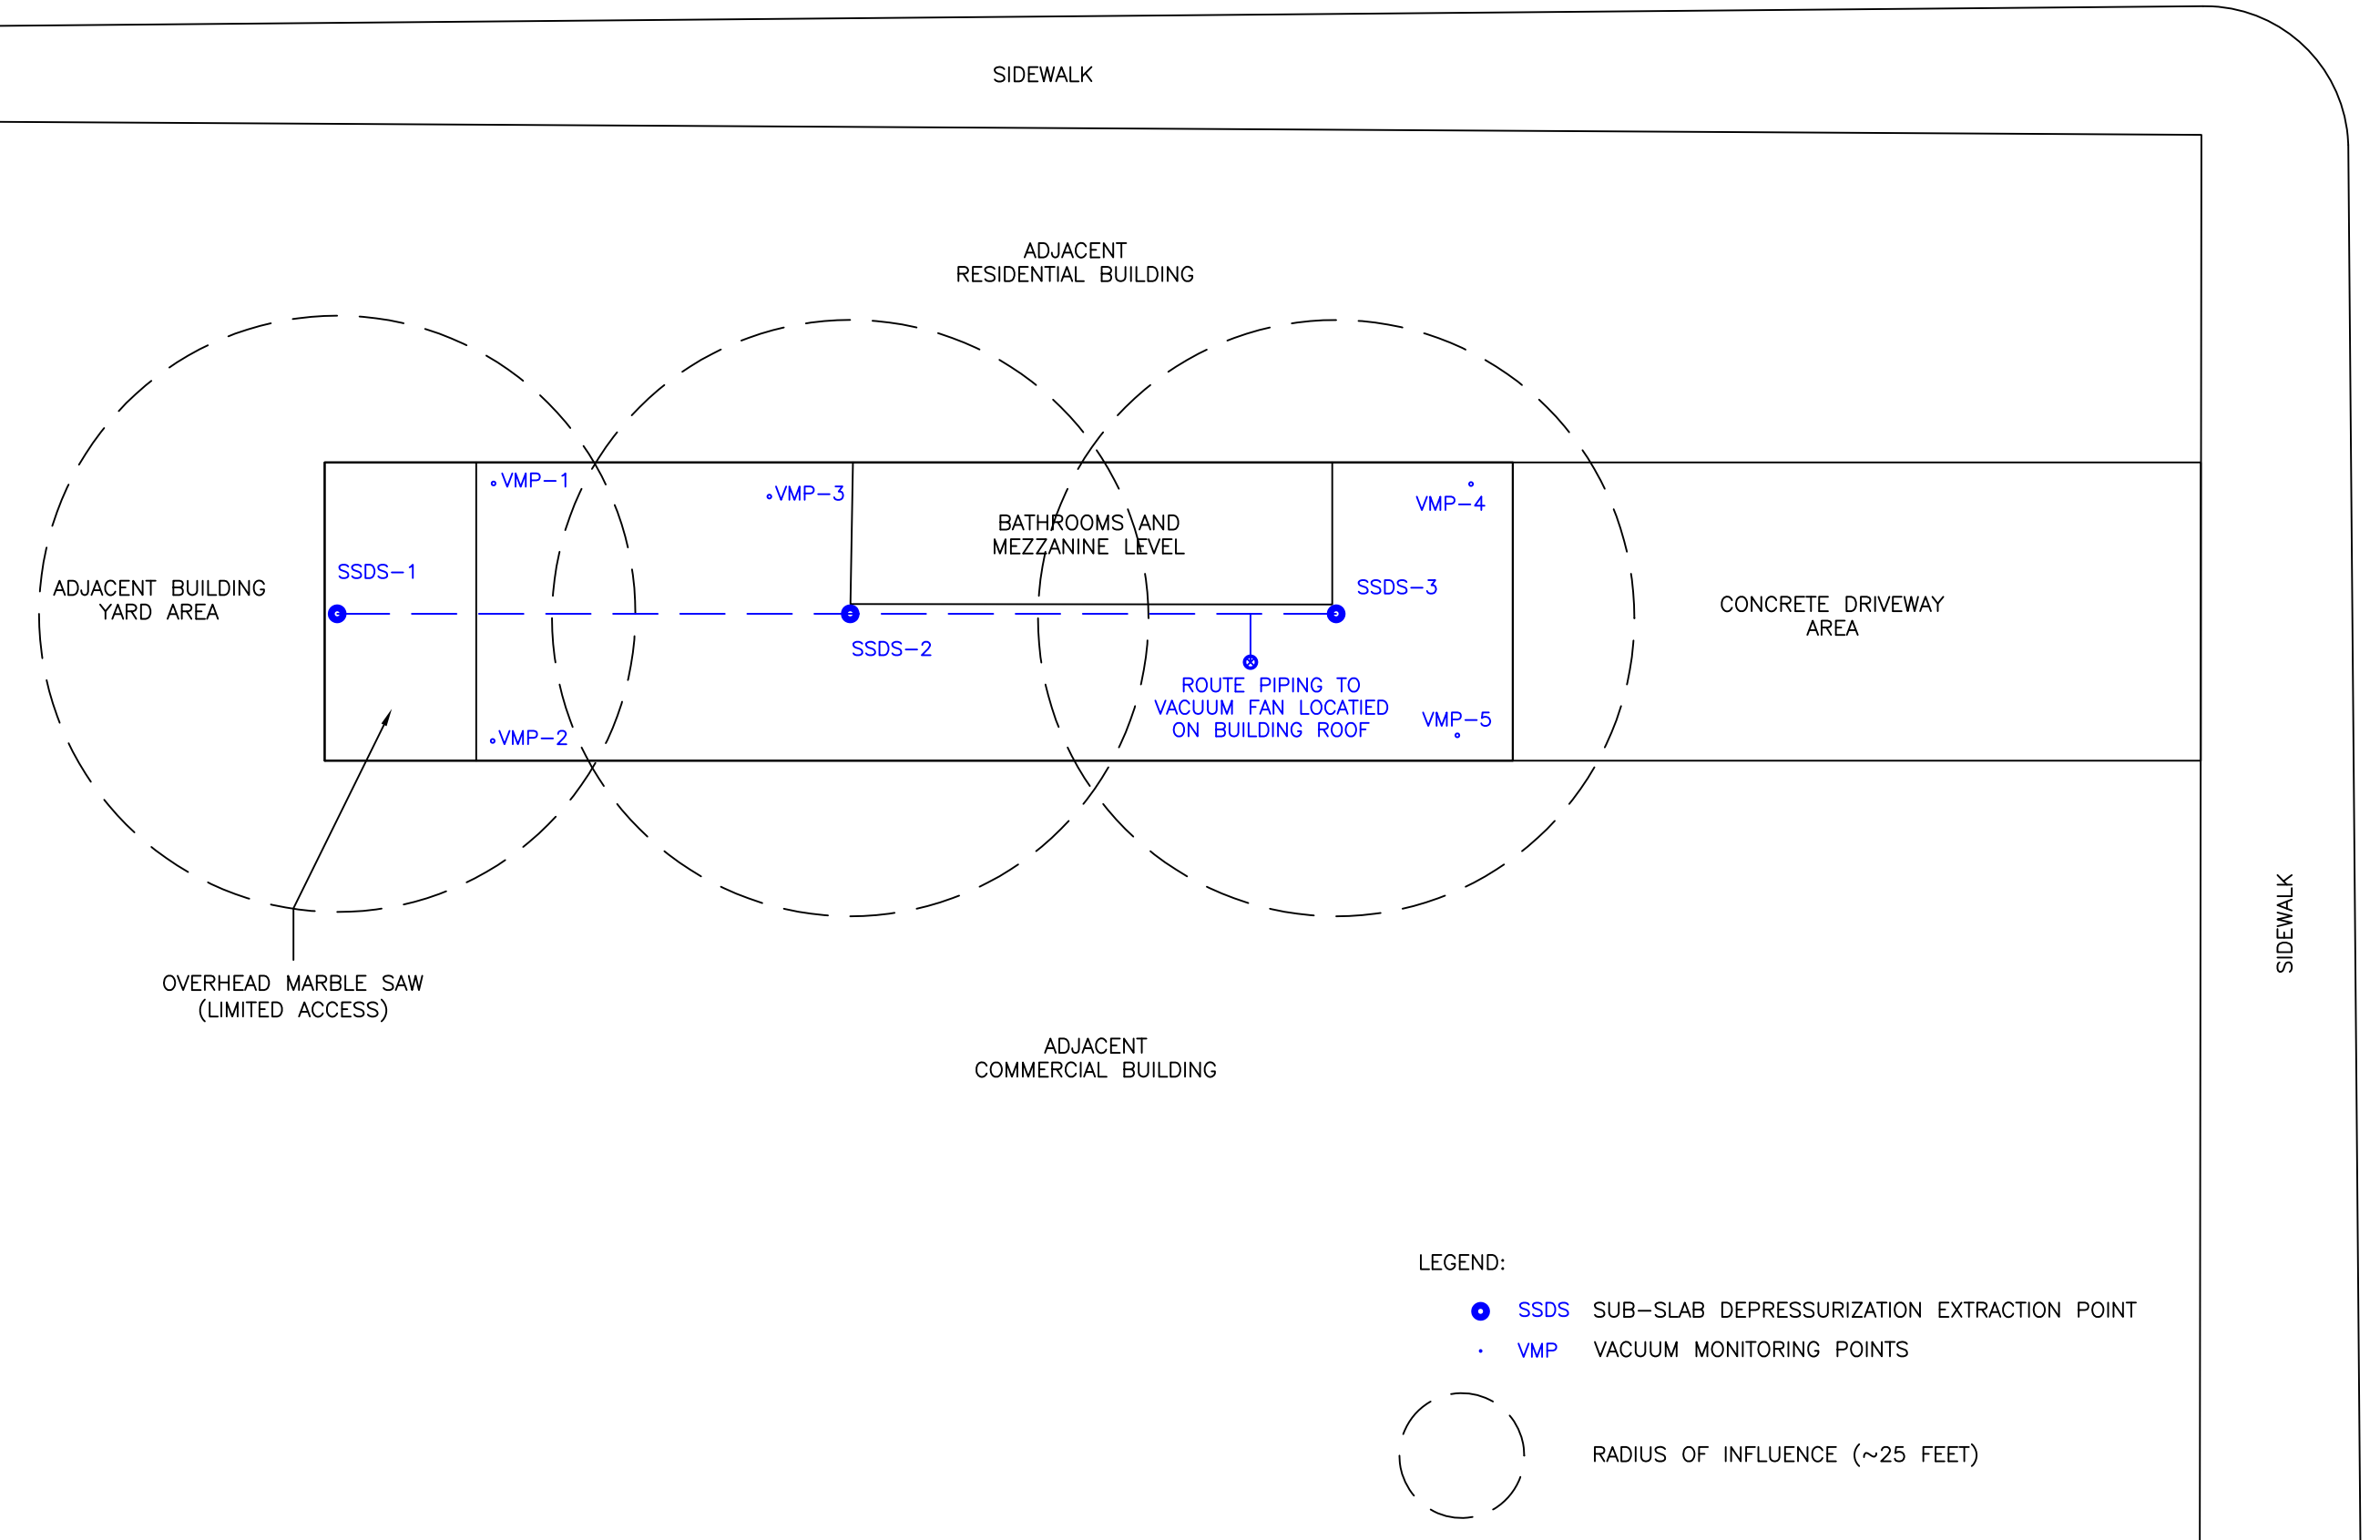 SIDEWALK
ADJACENT
RESIDENTIAL BUILDING
VMP-1
VMP-3
VMP-4
BATHROOMS AND
MEZZANINE LEVEL
SSDS-1
SSDS-3
ADJACENT BUILDING
YARD AREA
CONCRETE DRIVEWAY
AREA
SSDS-2
ROUTE PIPING TO
VACUUM FAN LOCATIED
ON BUILDING ROOF
VMP-2
VMP-5
SIDEWALK
OVERHEAD MARBLE SAW
(LIMITED ACCESS)
ADJACENT
COMMERCIAL BUILDING
LEGEND:
SSDS SUB-SLAB DEPRESSURIZATION EXTRACTION POINT
VMP VACUUM MONITORING POINTS
RADIUS OF INFLUENCE (~25 FEET)